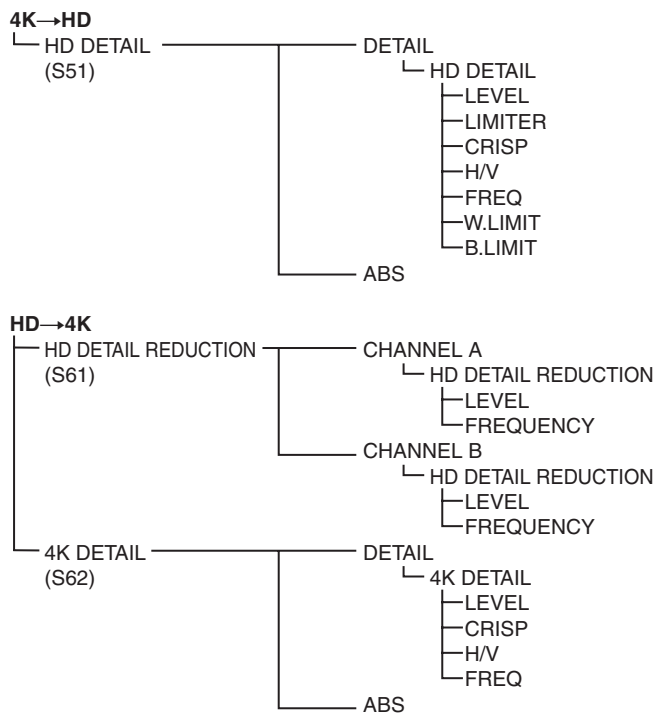 4K→HD
HD DETAIL
(S51)
DETAIL
HD DETAIL
LEVEL
LIMITER
CRISP
H/V
FREQ
W.LIMIT
B.LIMIT
ABS
HD→4K
HD DETAIL REDUCTION
(S61)
CHANNEL A
HD DETAIL REDUCTION
LEVEL
FREQUENCY
CHANNEL B
HD DETAIL REDUCTION
LEVEL
FREQUENCY
4K DETAIL
(S62)
DETAIL
4K DETAIL
LEVEL
CRISP
H/V
FREQ
ABS